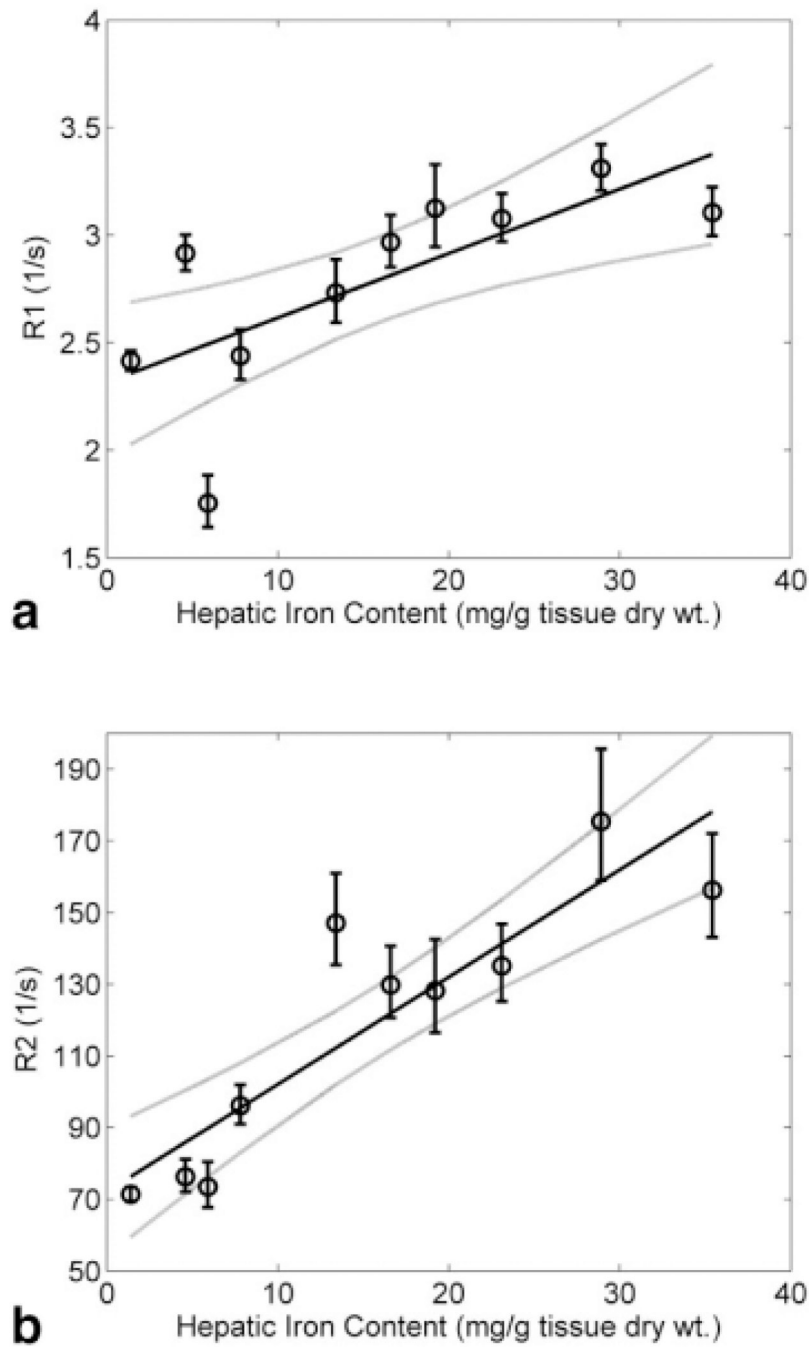 4
3.5
3
2.5
2
1.5
R1 (1/s)
0 10 20 30 40
Hepatic Iron Content (mg/g tissue dry wt.)
a
190
170
150
130
110
90
70
50
R2 (1/s)
0 10 20 30 40
Hepatic Iron Content (mg/g tissue dry wt.)
b